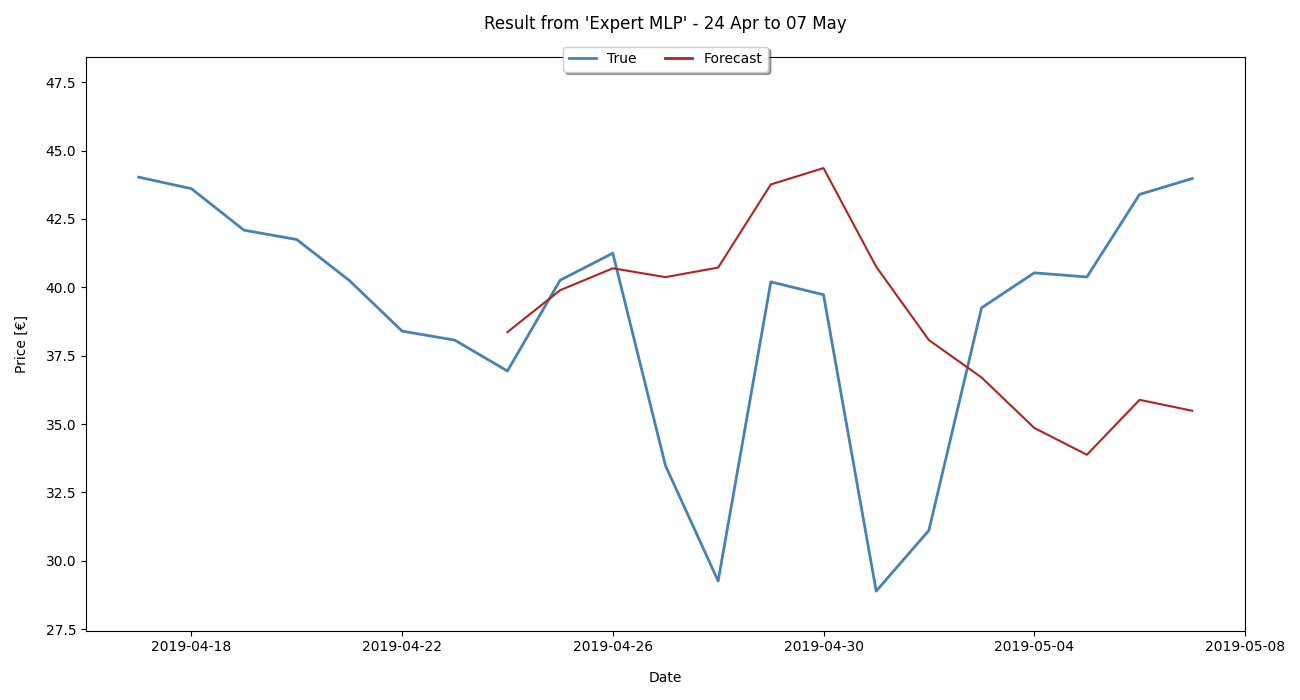 Result from 'Expert MLP' - 24 Apr to 07 May
True Forecast
47.5
45.0
42.5
40.0
37.5
35.0
32.5
30.0
27.5
Price [€]
2019-04-18 2019-04-22 2019-04-26 2019-04-30 2019-05-04 2019-05-08
Date